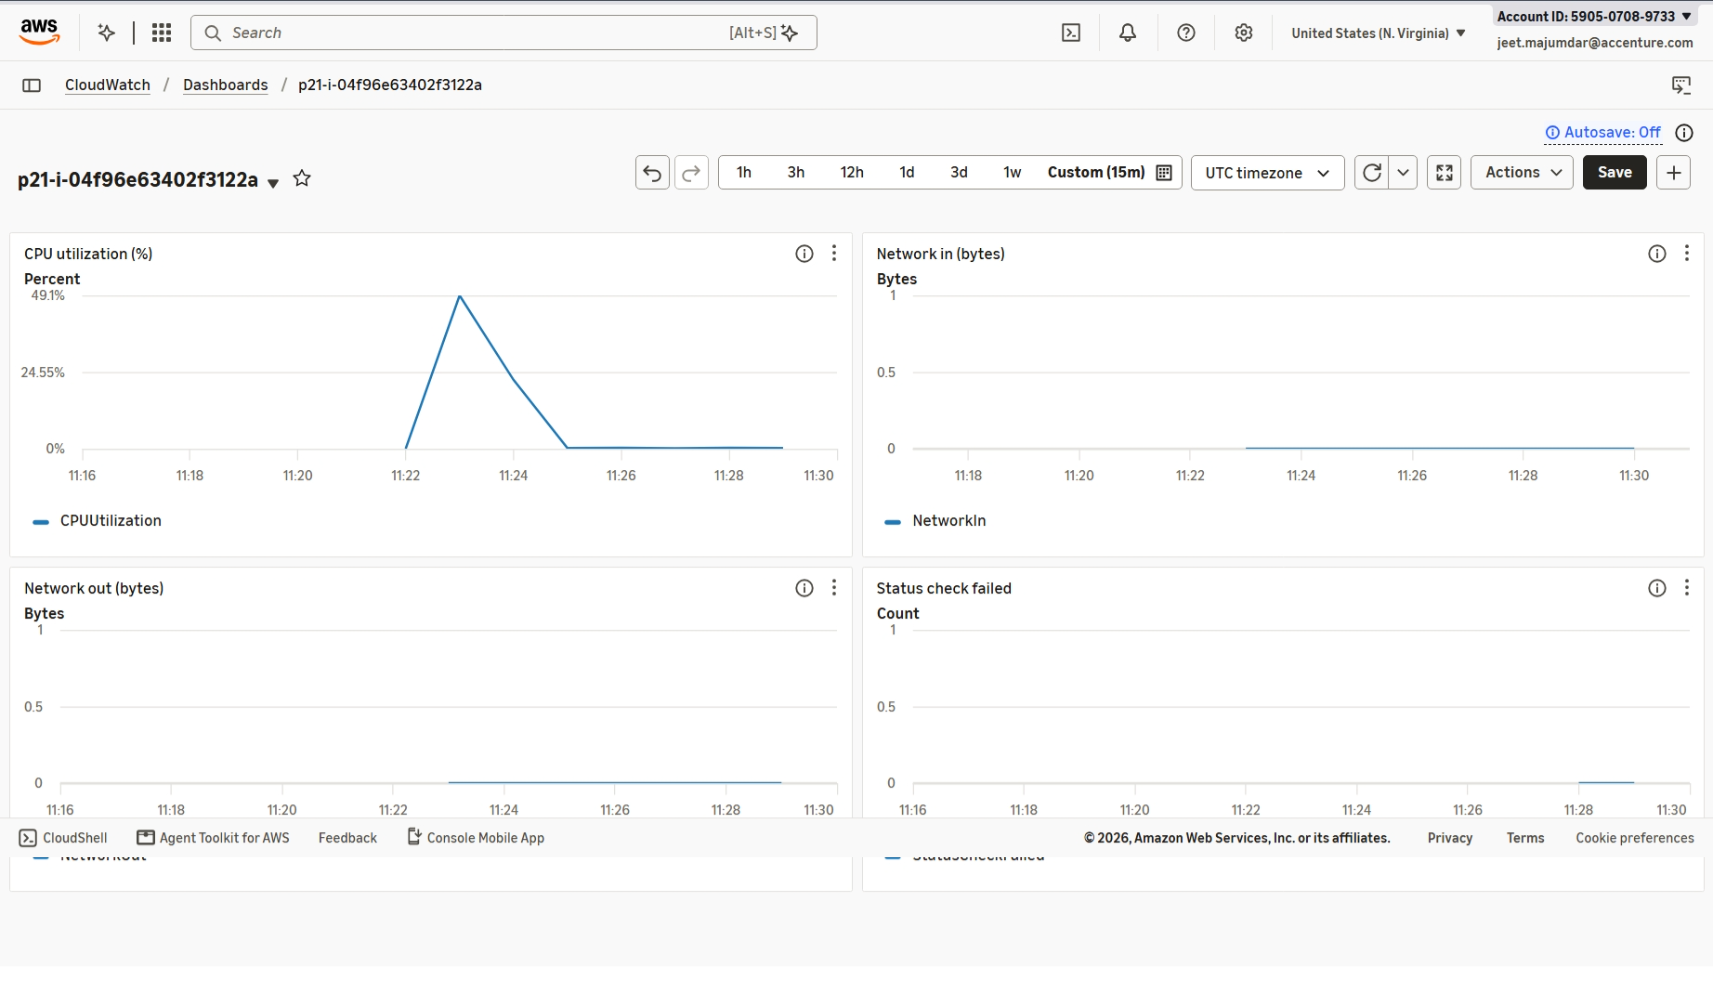 aws
Search [Alt+S]
United States (N. Virginia)
Account ID: 5905-0708-9733
jeet.majumdar@accenture.com
CloudWatch / Dashboards / p21-i-04f96e63402f3122a
Autosave: Off
p21-i-04f96e63402f3122a
1h 3h 12h 1d 3d 1w Custom (15m)
UTC timezone
Actions
Save
CPU utilization (%)
Percent
49.1%
24.55%
0%
11:16 11:18 11:20 11:22 11:24 11:26 11:28 11:30
CPUUtilization
Network in (bytes)
Bytes
1
0.5
0
11:18 11:20 11:22 11:24 11:26 11:28 11:30
NetworkIn
Network out (bytes)
Bytes
1
0.5
0
11:16 11:18 11:20 11:22 11:24 11:26 11:28 11:30
NetworkOut
Status check failed
Count
1
0.5
0
11:16 11:18 11:20 11:22 11:24 11:26 11:28 11:30
StatusCheckFailed
CloudShell Agent Toolkit for AWS Feedback Console Mobile App
© 2026, Amazon Web Services, Inc. or its affiliates. Privacy Terms Cookie preferences